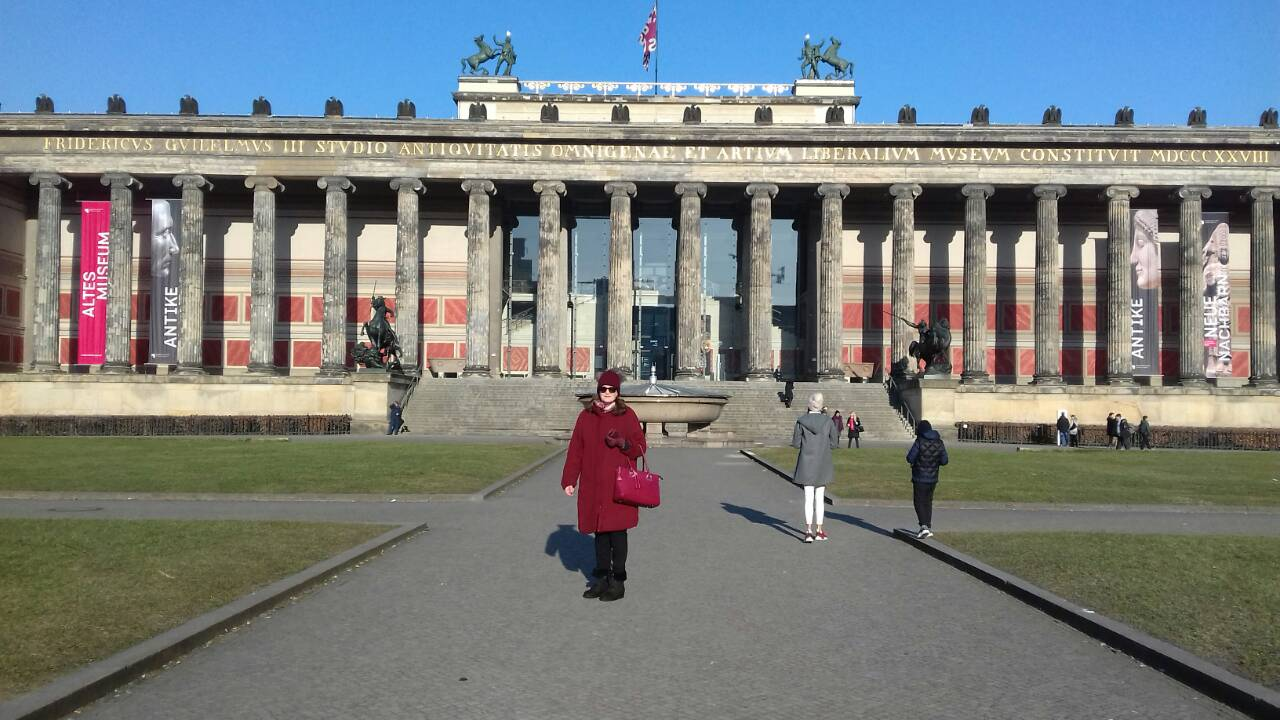 FRIDERICVS GVILELMVS III STVDIO ANTIQVITATIS OMNIGENAE ET ARTIVM LIBERALIVM MVSEVM CONSTITVIT MDCCCXXVIII
ALTES
MUSEUM
ANTIKE
ANTIKE
NEUE
NACHBARN